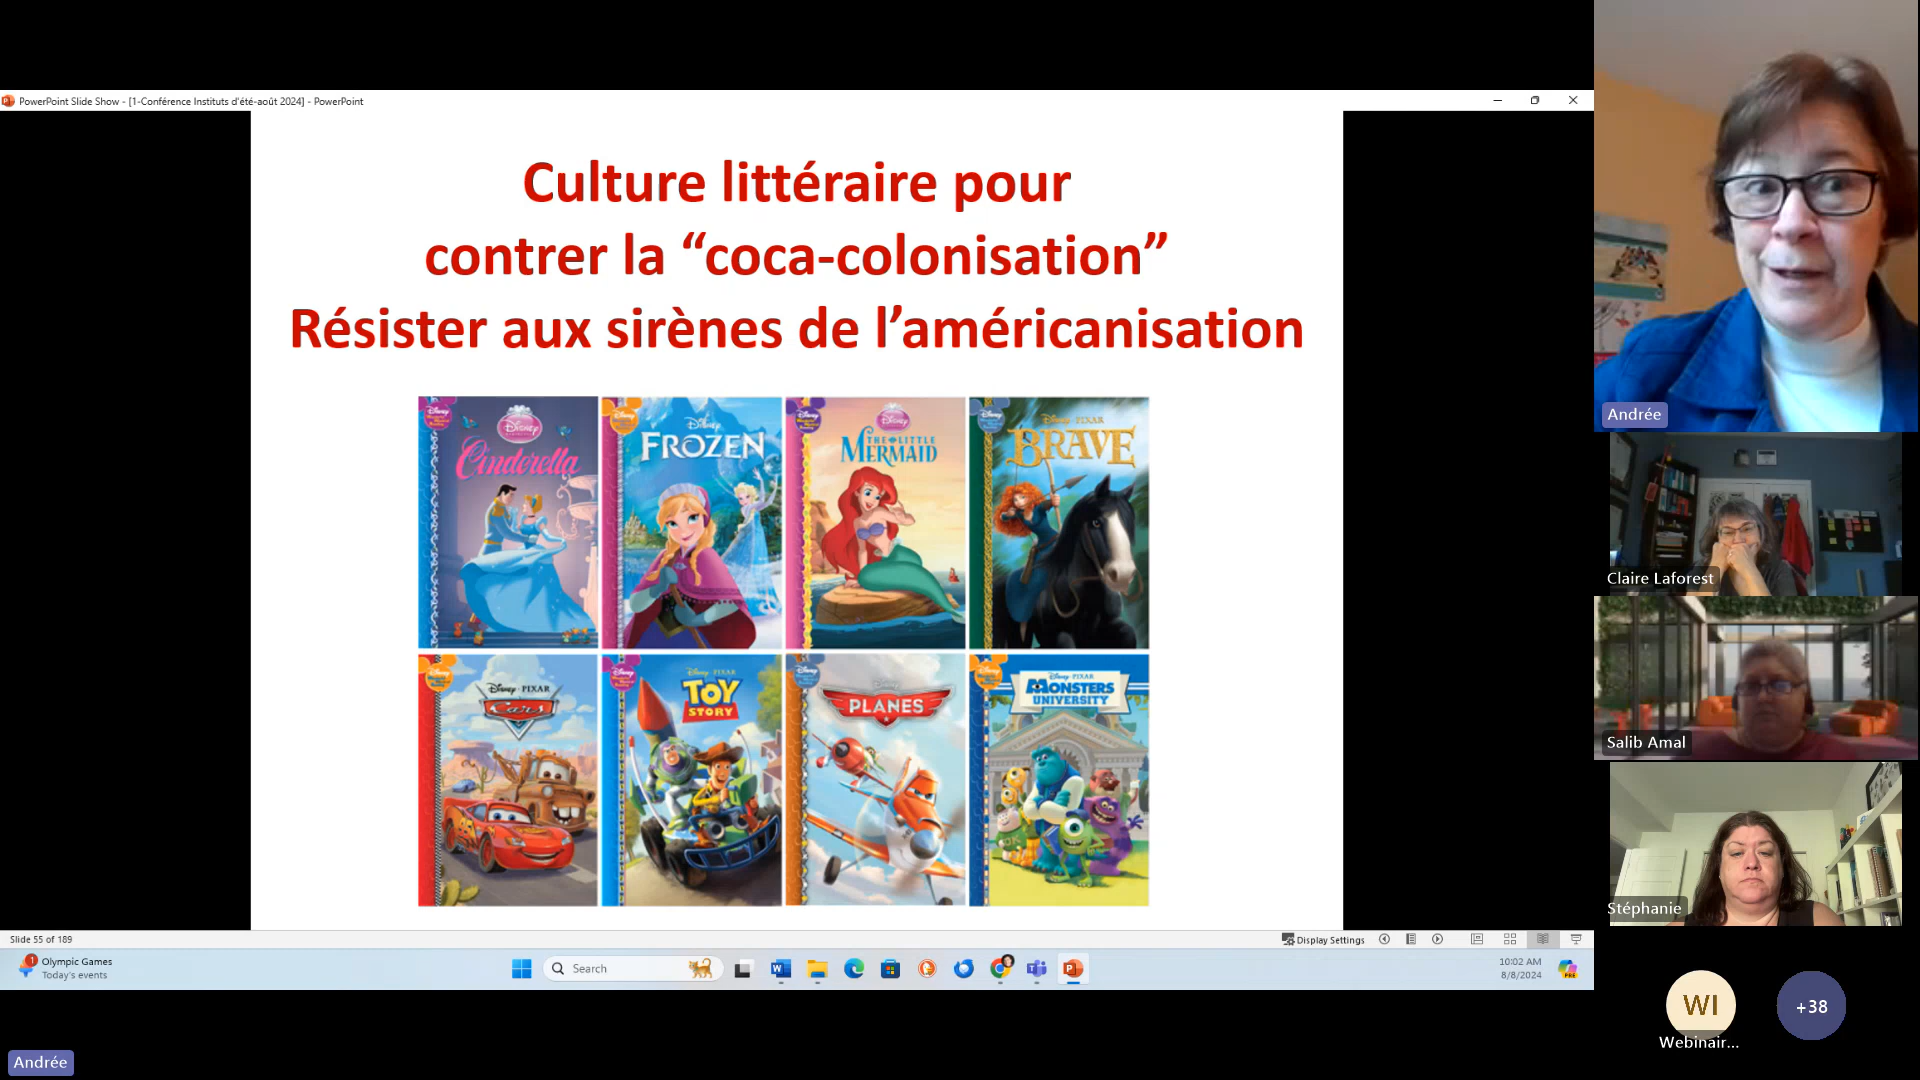 PowerPoint Slide Show - [1-Conférence Instituts d'été-août 2024] - PowerPoint
Culture littéraire pour
contrer la “coca-colonisation”
Résister aux sirènes de l’américanisation
Disney
Cinderella
Disney
FROZEN
Disney
THE LITTLE
MERMAID
Disney • PIXAR
BRAVE
Disney • PIXAR
Cars
Disney • PIXAR
TOY
STORY
Disney
PLANES
Disney • PIXAR
MONSTERS
UNIVERSITY
Slide 55 of 189
Display Settings
1
Olympic Games
Today's events
Search
10:02 AM
8/8/2024
PRE
Andrée
Claire Laforest
Salib Amal
Stéphanie
WI
Webinair...
+38
Andrée